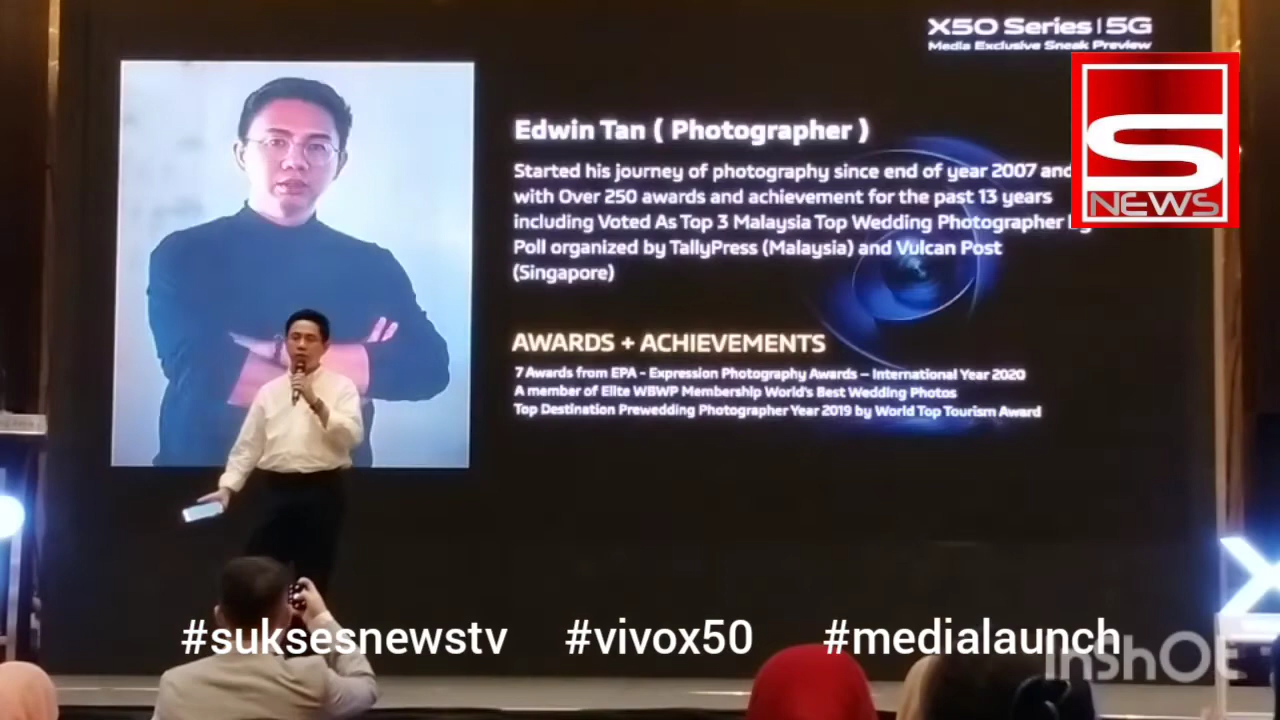 X50 Series | 5G
Media Exclusive Sneak Preview
S
NEWS
Edwin Tan ( Photographer )
Started his journey of photography since end of year 2007 and
with Over 250 awards and achievement for the past 13 years
including Voted As Top 3 Malaysia Top Wedding Photographer
Poll organized by TallyPress (Malaysia) and Vulcan Post
(Singapore)
AWARDS + ACHIEVEMENTS
7 Awards from EPA - Expression Photography Awards – International Year 2020
A member of Elite WBWP Membership World's Best Wedding Photos
Top Destination Prewedding Photographer Year 2019 by World Top Tourism Award
#suksesnewstv #vivox50 #medialaunch
InShOt